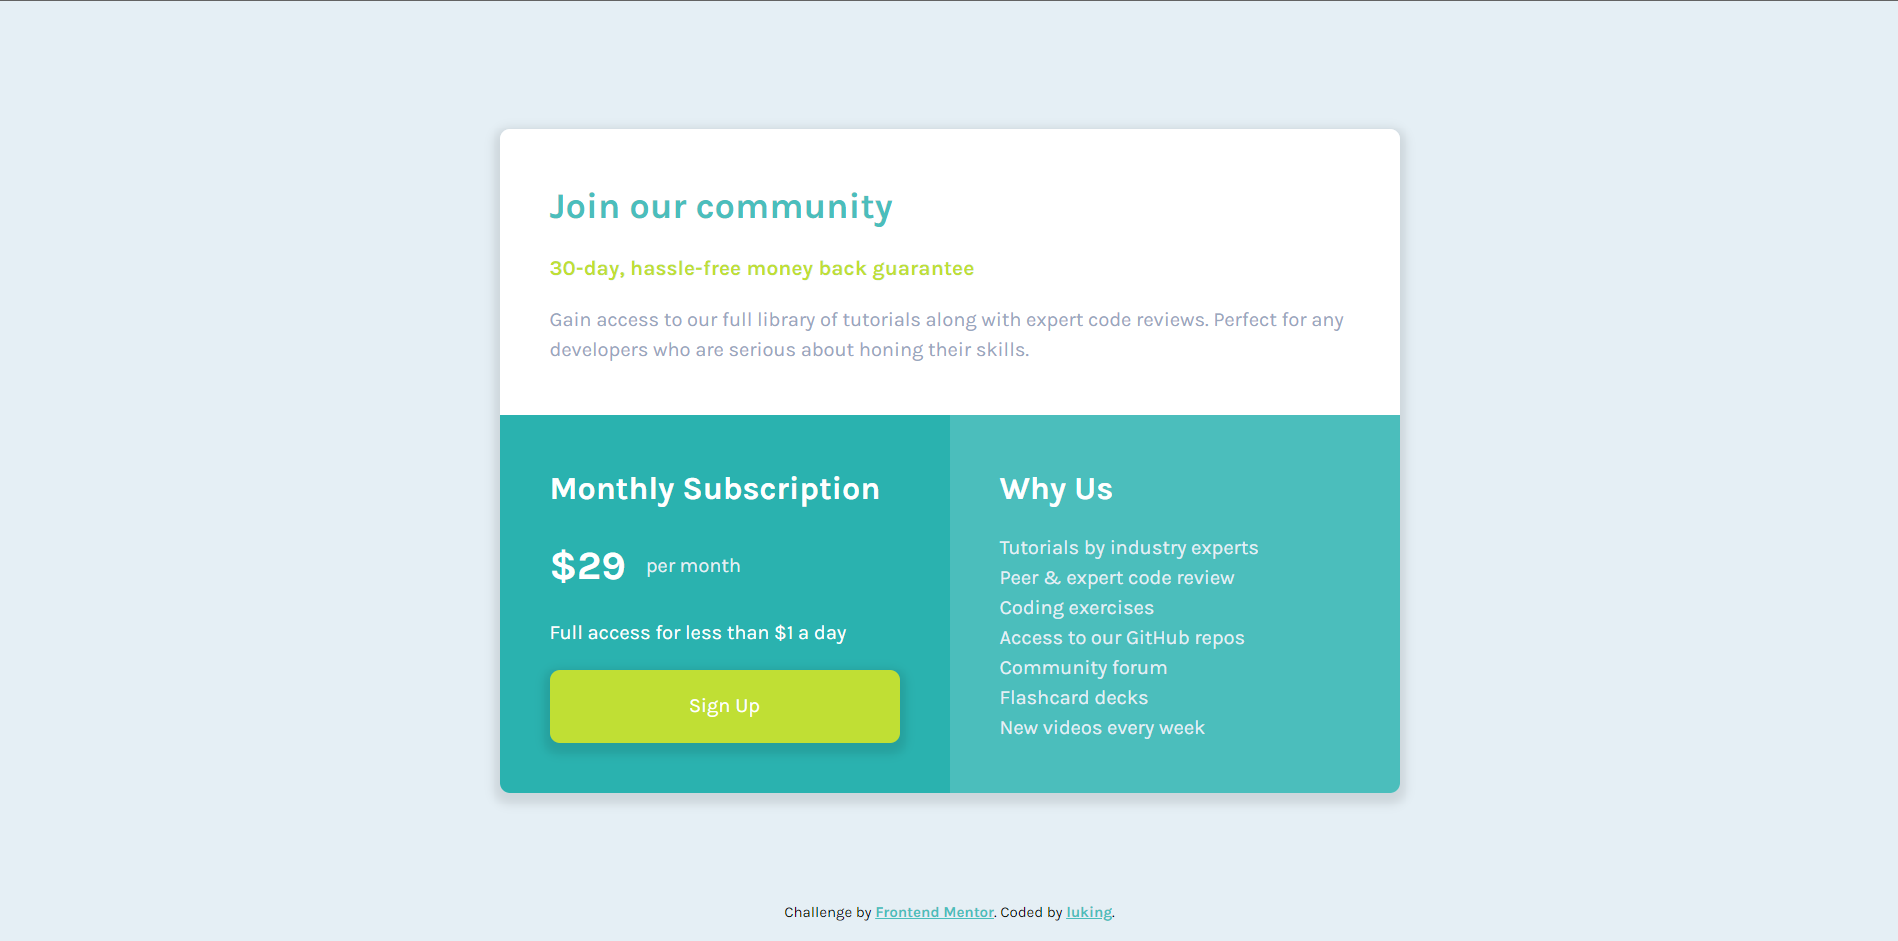 Join our community
30-day, hassle-free money back guarantee
Gain access to our full library of tutorials along with expert code reviews. Perfect for any
developers who are serious about honing their skills.
Monthly Subscription
$29 per month
Full access for less than $1 a day
Sign Up
Why Us
Tutorials by industry experts
Peer & expert code review
Coding exercises
Access to our GitHub repos
Community forum
Flashcard decks
New videos every week
Challenge by Frontend Mentor. Coded by luking.